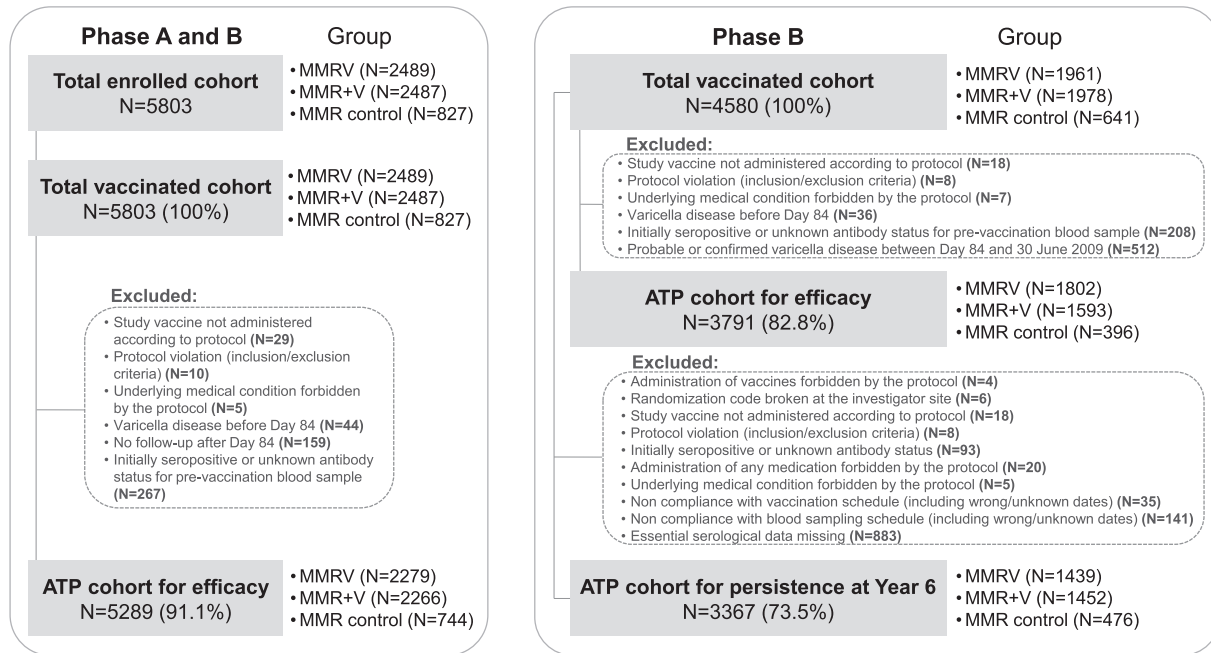 Phase A and B
Group
Total enrolled cohort
N=5803
• MMRV (N=2489)
• MMR+V (N=2487)
• MMR control (N=827)
Total vaccinated cohort
N=5803 (100%)
• MMRV (N=2489)
• MMR+V (N=2487)
• MMR control (N=827)
Excluded:
• Study vaccine not administered
according to protocol (N=29)
• Protocol violation (inclusion/exclusion
criteria) (N=10)
• Underlying medical condition forbidden
by the protocol (N=5)
• Varicella disease before Day 84 (N=44)
• No follow-up after Day 84 (N=159)
• Initially seropositive or unknown antibody
status for pre-vaccination blood sample
(N=267)
ATP cohort for efficacy
N=5289 (91.1%)
• MMRV (N=2279)
• MMR+V (N=2266)
• MMR control (N=744)
Phase B
Group
Total vaccinated cohort
N=4580 (100%)
• MMRV (N=1961)
• MMR+V (N=1978)
• MMR control (N=641)
Excluded:
• Study vaccine not administered according to protocol (N=18)
• Protocol violation (inclusion/exclusion criteria) (N=8)
• Underlying medical condition forbidden by the protocol (N=7)
• Varicella disease before Day 84 (N=36)
• Initially seropositive or unknown antibody status for pre-vaccination blood sample (N=208)
• Probable or confirmed varicella disease between Day 84 and 30 June 2009 (N=512)
ATP cohort for efficacy
N=3791 (82.8%)
• MMRV (N=1802)
• MMR+V (N=1593)
• MMR control (N=396)
Excluded:
• Administration of vaccines forbidden by the protocol (N=4)
• Randomization code broken at the investigator site (N=6)
• Study vaccine not administered according to protocol (N=18)
• Protocol violation (inclusion/exclusion criteria) (N=8)
• Initially seropositive or unknown antibody status (N=93)
• Administration of any medication forbidden by the protocol (N=20)
• Underlying medical condition forbidden by the protocol (N=5)
• Non compliance with vaccination schedule (including wrong/unknown dates) (N=35)
• Non compliance with blood sampling schedule (including wrong/unknown dates) (N=141)
• Essential serological data missing (N=883)
ATP cohort for persistence at Year 6
N=3367 (73.5%)
• MMRV (N=1439)
• MMR+V (N=1452)
• MMR control (N=476)